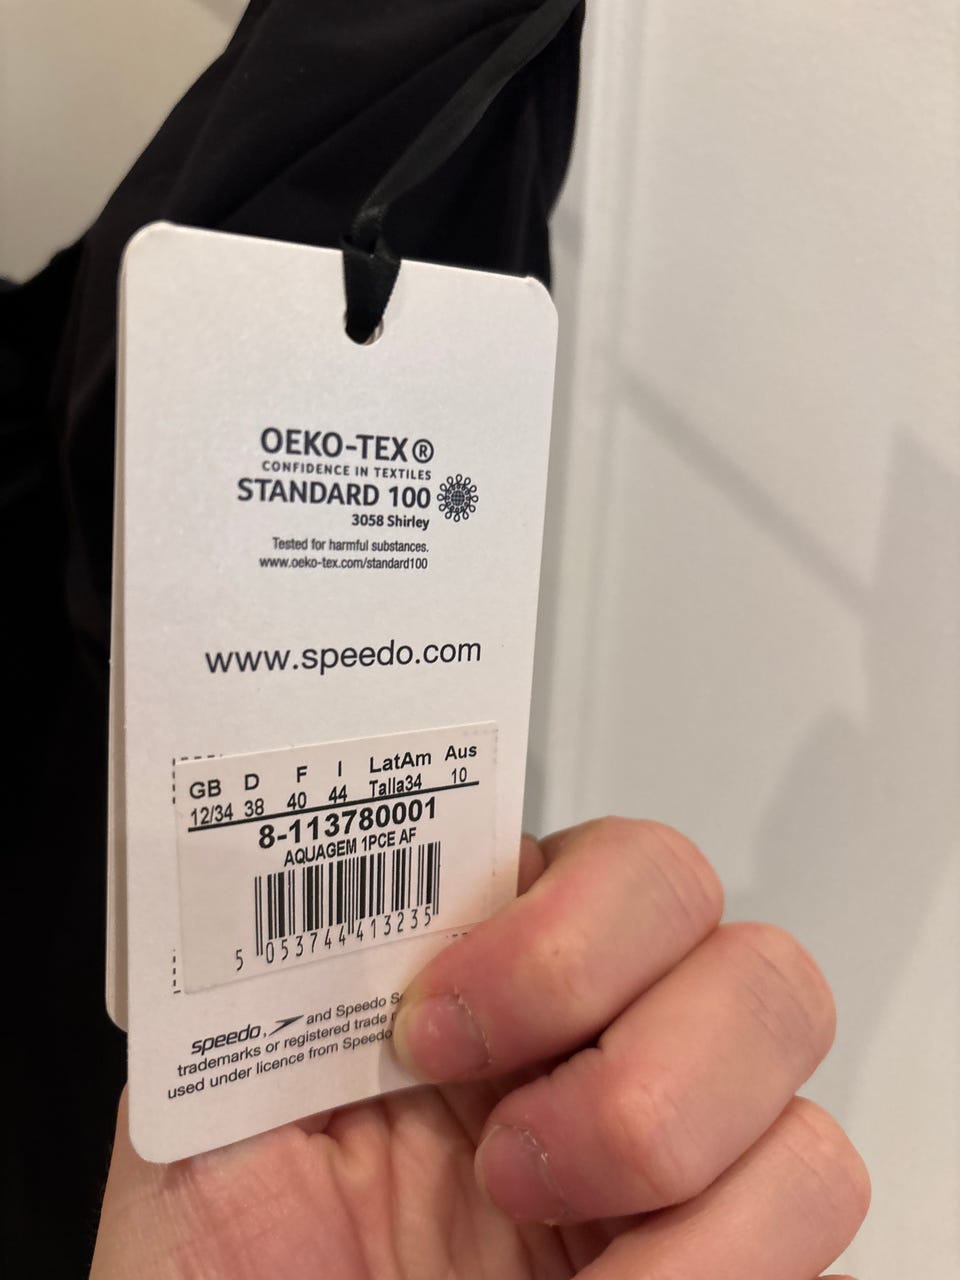 OEKO-TEX®
CONFIDENCE IN TEXTILES
STANDARD 100
3058 Shirley
Tested for harmful substances.
www.oeko-tex.com/standard100
www.speedo.com
GB D F I LatAm Aus
12/34 38 40 44 Talla34 10
8-113780001
AQUAGEM 1PCE AF
5 053744 413235
speedo, and Speedo
trademarks or registered trade
used under licence from Speedo